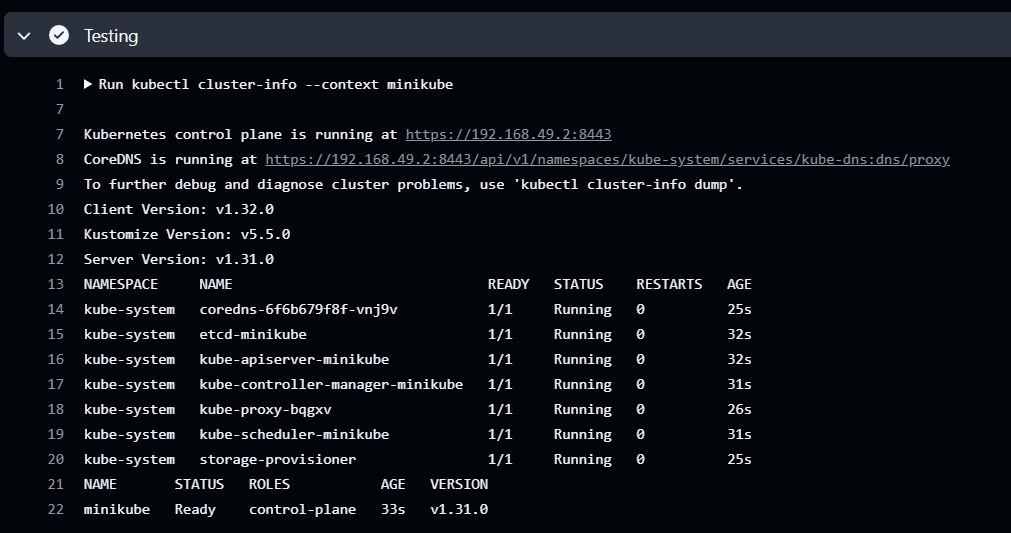 Testing
1 ▶ Run kubectl cluster-info --context minikube
7
7 Kubernetes control plane is running at https://192.168.49.2:8443
8 CoreDNS is running at https://192.168.49.2:8443/api/v1/namespaces/kube-system/services/kube-dns:dns/proxy
9 To further debug and diagnose cluster problems, use 'kubectl cluster-info dump'.
10 Client Version: v1.32.0
11 Kustomize Version: v5.5.0
12 Server Version: v1.31.0
13 NAMESPACE     NAME                               READY   STATUS    RESTARTS   AGE
14 kube-system   coredns-6f6b679f8f-vnj9v           1/1     Running   0          25s
15 kube-system   etcd-minikube                      1/1     Running   0          32s
16 kube-system   kube-apiserver-minikube            1/1     Running   0          32s
17 kube-system   kube-controller-manager-minikube   1/1     Running   0          31s
18 kube-system   kube-proxy-bqgxv                   1/1     Running   0          26s
19 kube-system   kube-scheduler-minikube            1/1     Running   0          31s
20 kube-system   storage-provisioner                1/1     Running   0          25s
21 NAME       STATUS   ROLES           AGE   VERSION
22 minikube   Ready    control-plane   33s   v1.31.0